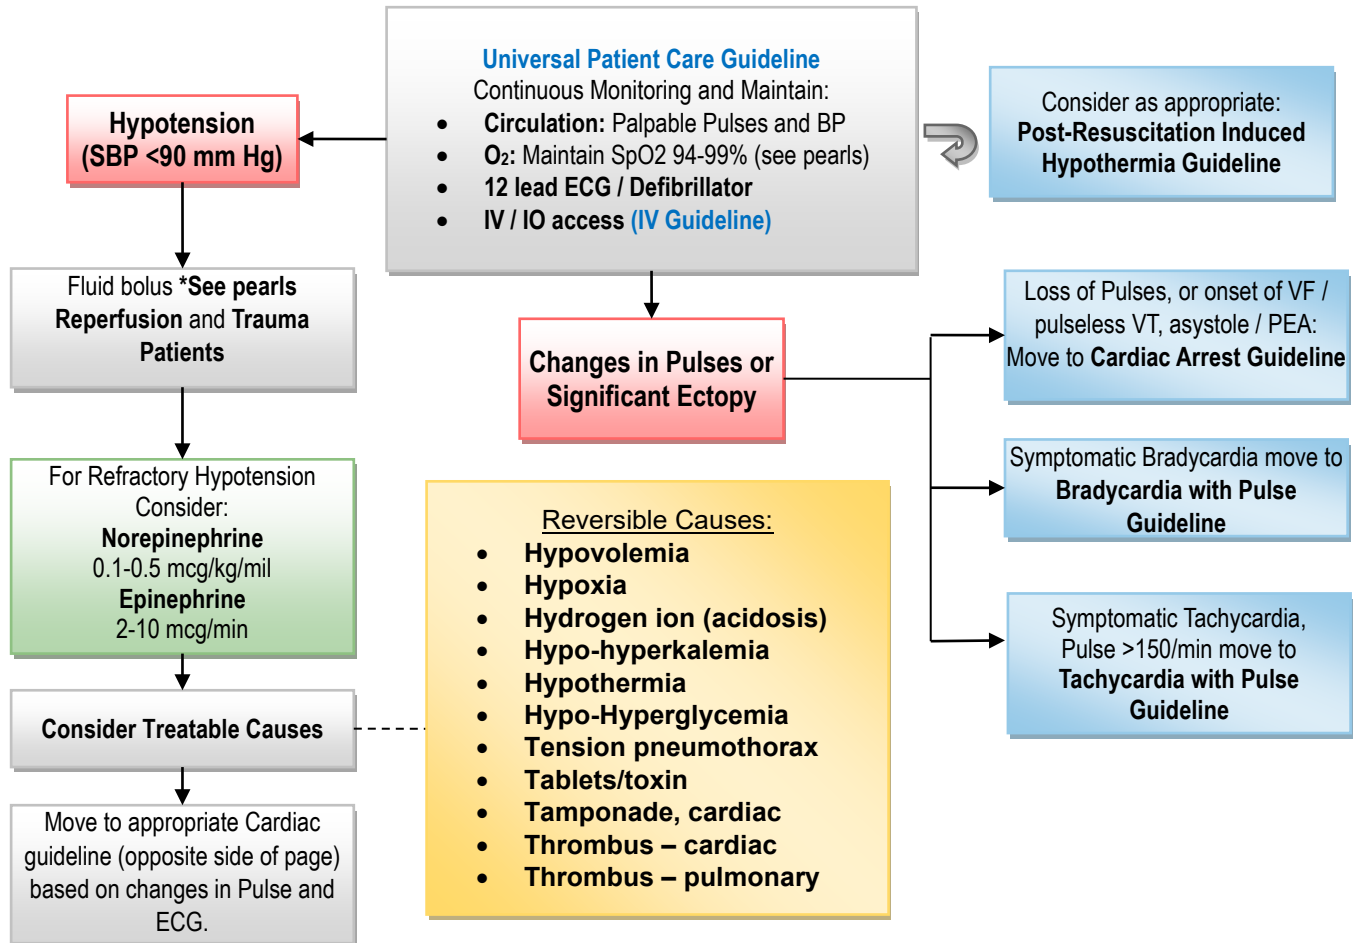 Universal Patient Care Guideline
Continuous Monitoring and Maintain:
• Circulation: Palpable Pulses and BP
• O₂: Maintain SpO2 94-99% (see pearls)
• 12 lead ECG / Defibrillator
• IV / IO access (IV Guideline)
Hypotension
(SBP <90 mm Hg)
Consider as appropriate:
Post-Resuscitation Induced
Hypothermia Guideline
Fluid bolus *See pearls
Reperfusion and Trauma
Patients
Changes in Pulses or
Significant Ectopy
Loss of Pulses, or onset of VF /
pulseless VT, asystole / PEA:
Move to Cardiac Arrest Guideline
For Refractory Hypotension
Consider:
Norepinephrine
0.1-0.5 mcg/kg/mil
Epinephrine
2-10 mcg/min
Symptomatic Bradycardia move to
Bradycardia with Pulse
Guideline
Reversible Causes:
• Hypovolemia
• Hypoxia
• Hydrogen ion (acidosis)
• Hypo-hyperkalemia
• Hypothermia
• Hypo-Hyperglycemia
• Tension pneumothorax
• Tablets/toxin
• Tamponade, cardiac
• Thrombus – cardiac
• Thrombus – pulmonary
Symptomatic Tachycardia,
Pulse >150/min move to
Tachycardia with Pulse
Guideline
Consider Treatable Causes
Move to appropriate Cardiac
guideline (opposite side of page)
based on changes in Pulse and
ECG.